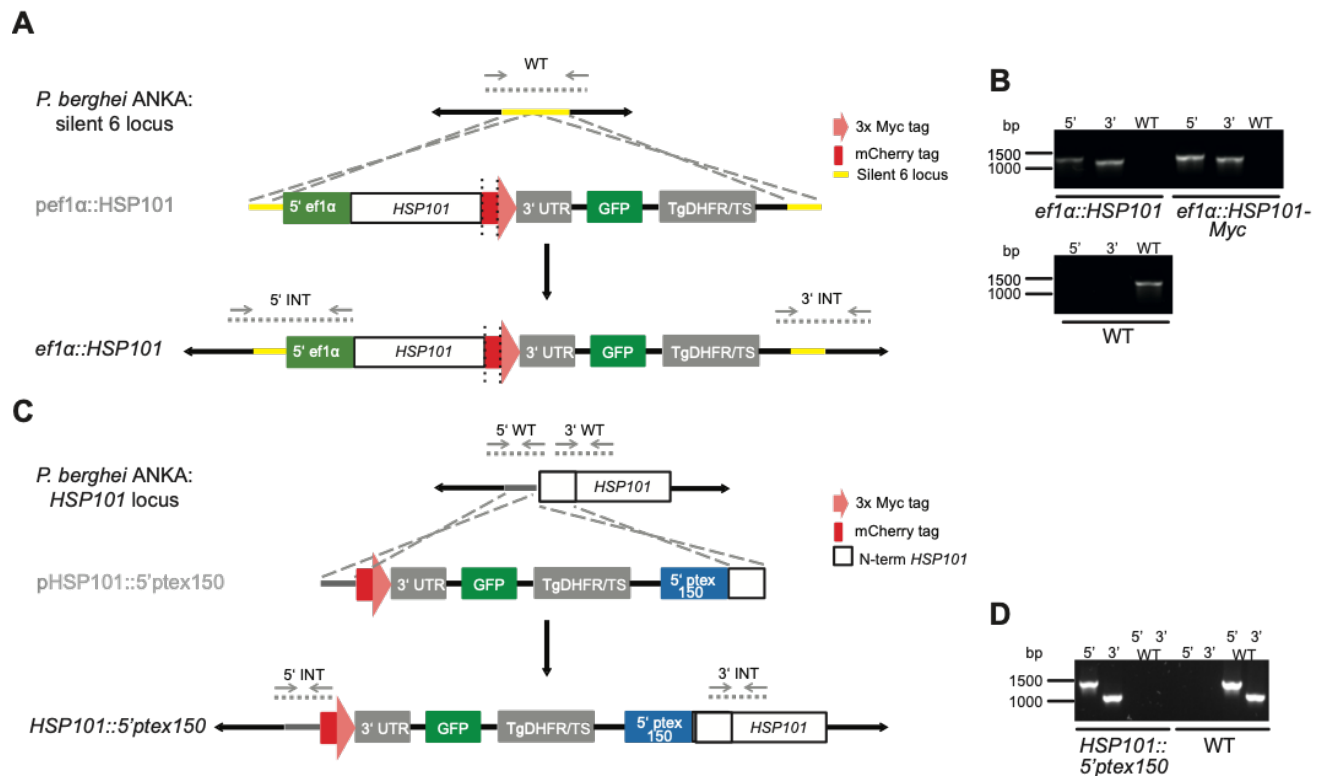 A
WT
P. berghei ANKA:
silent 6 locus
3x Myc tag
mCherry tag
Silent 6 locus
pef1α::HSP101
5' ef1α
HSP101
3' UTR
GFP
TgDHFR/TS
5' INT
3' INT
ef1α::HSP101
5' ef1α
HSP101
3' UTR
GFP
TgDHFR/TS
B
bp
5' 3' WT 5' 3' WT
1500
1000
ef1α::HSP101 ef1α::HSP101-
Myc
bp
5' 3' WT
1500
1000
WT
C
5' WT 3' WT
P. berghei ANKA:
HSP101 locus
HSP101
3x Myc tag
mCherry tag
N-term HSP101
pHSP101::5'ptex150
3' UTR
GFP
TgDHFR/TS
5' ptex
150
5' INT
3' INT
HSP101::5'ptex150
3' UTR
GFP
TgDHFR/TS
5' ptex
150
HSP101
D
5' 3' 5' 3'
bp 5' 3' WT 5' 3' WT
1500
1000
HSP101:: WT
5'ptex150